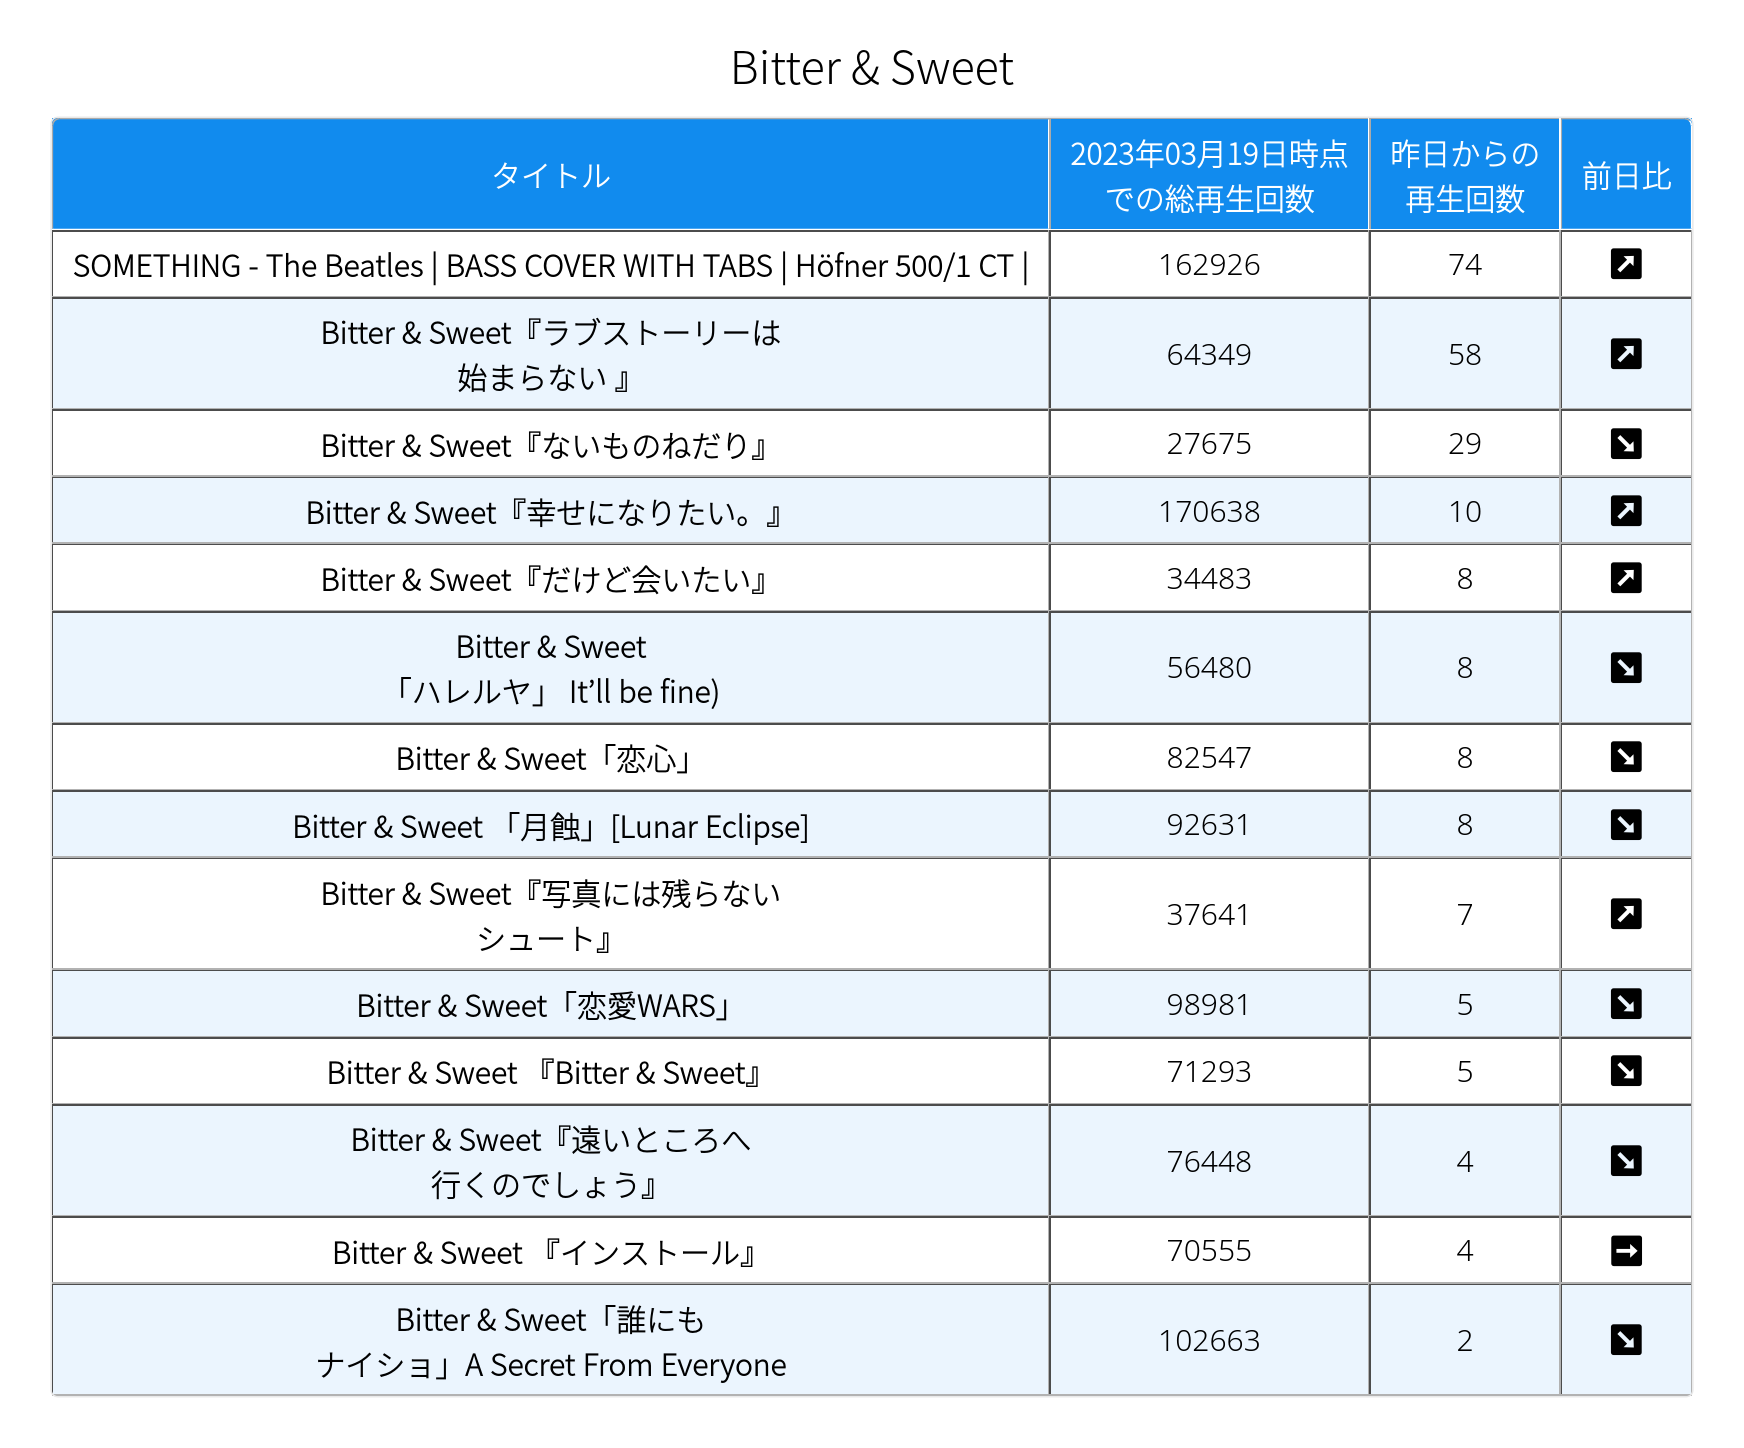 Bitter & Sweet
タイトル
2023年03月19日時点
での総再生回数
昨日からの
再生回数
前日比
SOMETHING - The Beatles | BASS COVER WITH TABS | Höfner 500/1 CT |
162926
74
Bitter & Sweet『ラブストーリーは
始まらない 』
64349
58
Bitter & Sweet『ないものねだり』
27675
29
Bitter & Sweet『幸せになりたい。』
170638
10
Bitter & Sweet『だけど会いたい』
34483
8
Bitter & Sweet
「ハレルヤ」 It’ll be fine)
56480
8
Bitter & Sweet「恋心」
82547
8
Bitter & Sweet 「月蝕」[Lunar Eclipse]
92631
8
Bitter & Sweet『写真には残らない
シュート』
37641
7
Bitter & Sweet「恋愛WARS」
98981
5
Bitter & Sweet 『Bitter & Sweet』
71293
5
Bitter & Sweet『遠いところへ
行くのでしょう』
76448
4
Bitter & Sweet 『インストール』
70555
4
Bitter & Sweet「誰にも
ナイショ」A Secret From Everyone
102663
2